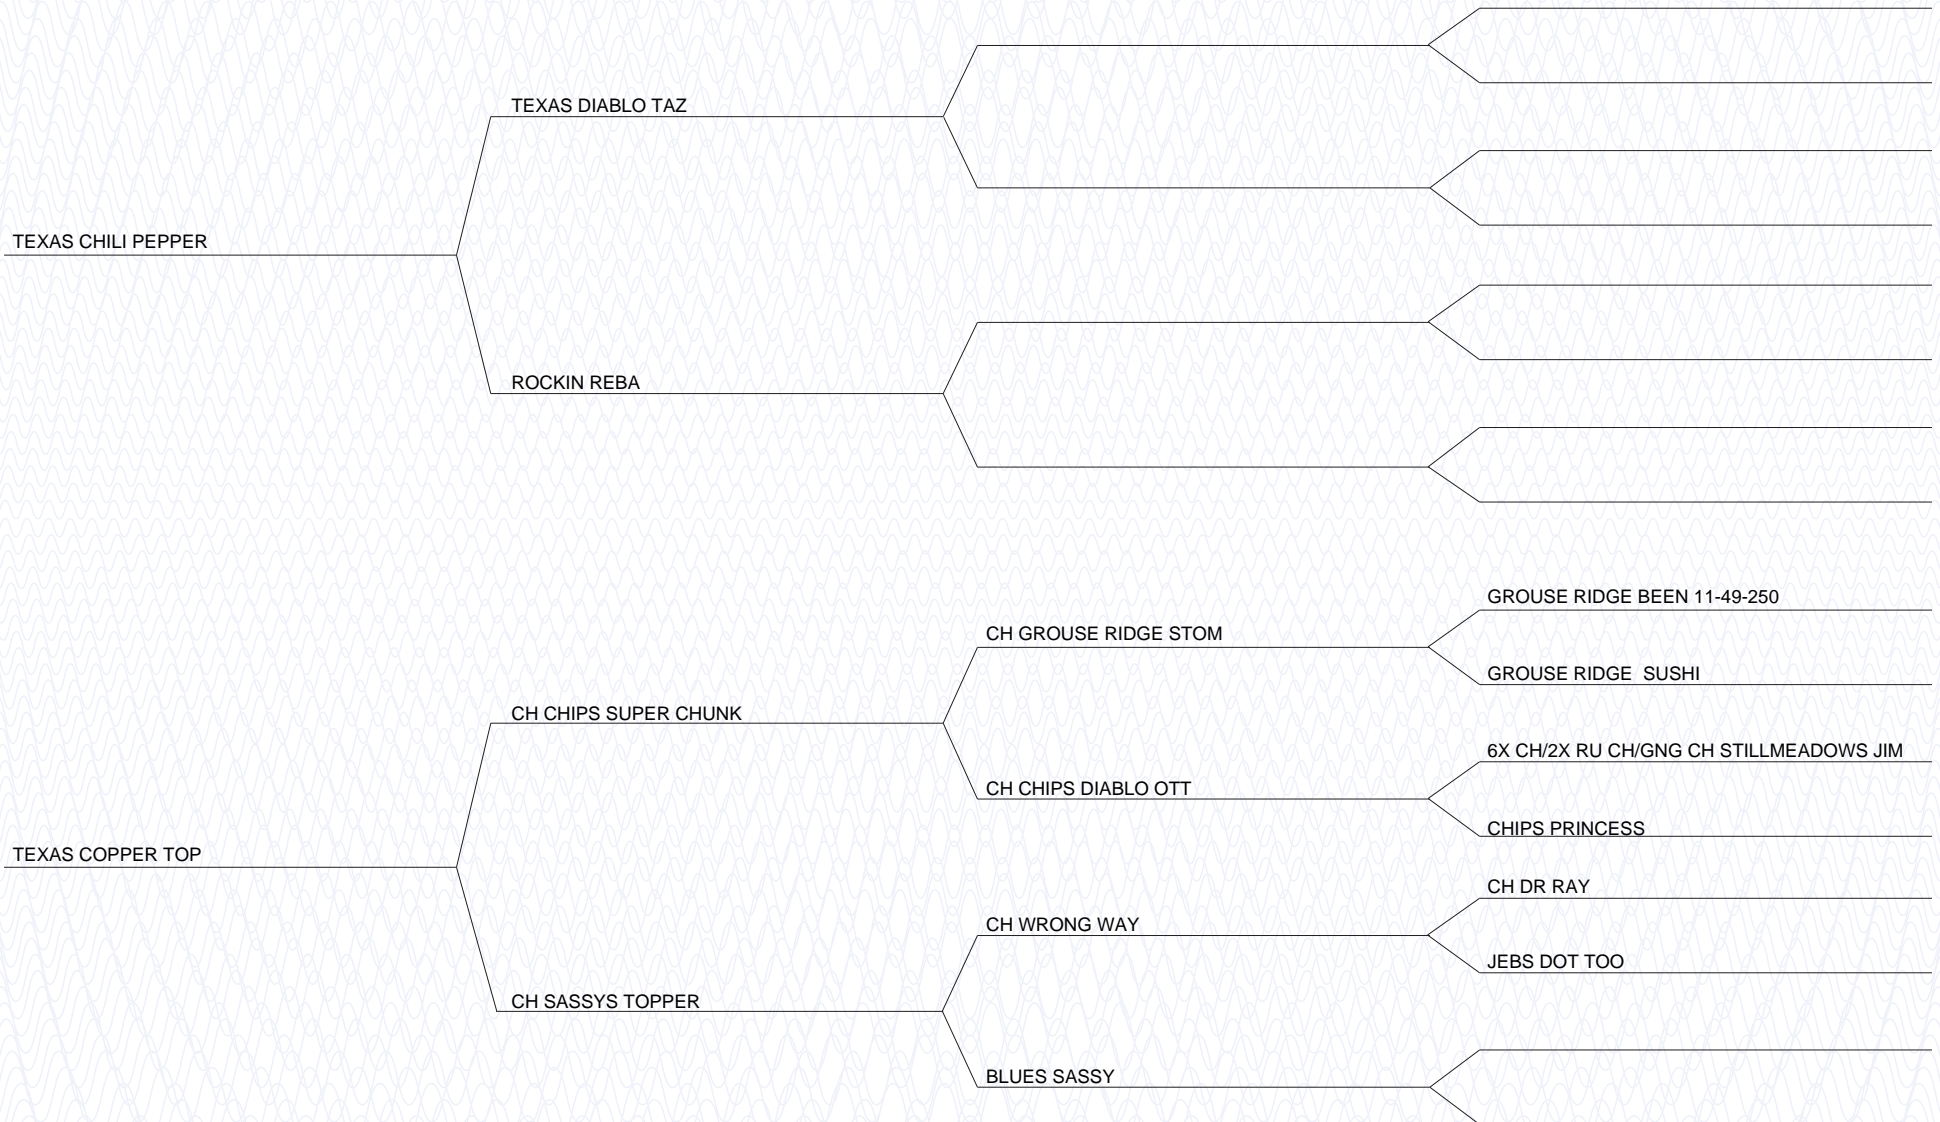 TEXAS DIABLO TAZ
TEXAS CHILI PEPPER
ROCKIN REBA
GROUSE RIDGE BEEN 11-49-250
CH GROUSE RIDGE STOM
GROUSE RIDGE  SUSHI
CH CHIPS SUPER CHUNK
6X CH/2X RU CH/GNG CH STILLMEADOWS JIM
CH CHIPS DIABLO OTT
CHIPS PRINCESS
TEXAS COPPER TOP
CH DR RAY
CH WRONG WAY
JEBS DOT TOO
CH SASSYS TOPPER
BLUES SASSY